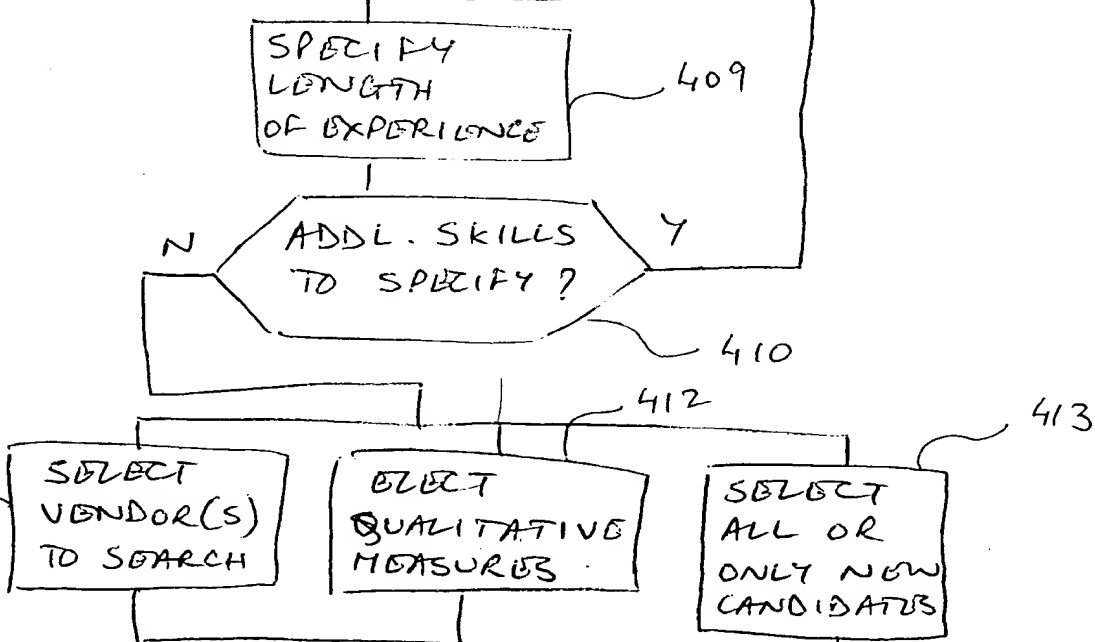 SPECIFY
LENGTH
OF EXPERIENCE
409
N
ADDL. SKILLS
TO SPECIFY?
Y
410
412
413
SELECT
VENDOR(S)
TO SEARCH
ELECT
QUALITATIVE
MEASURES
SELECT
ALL OR
ONLY NEW
CANDIDATES